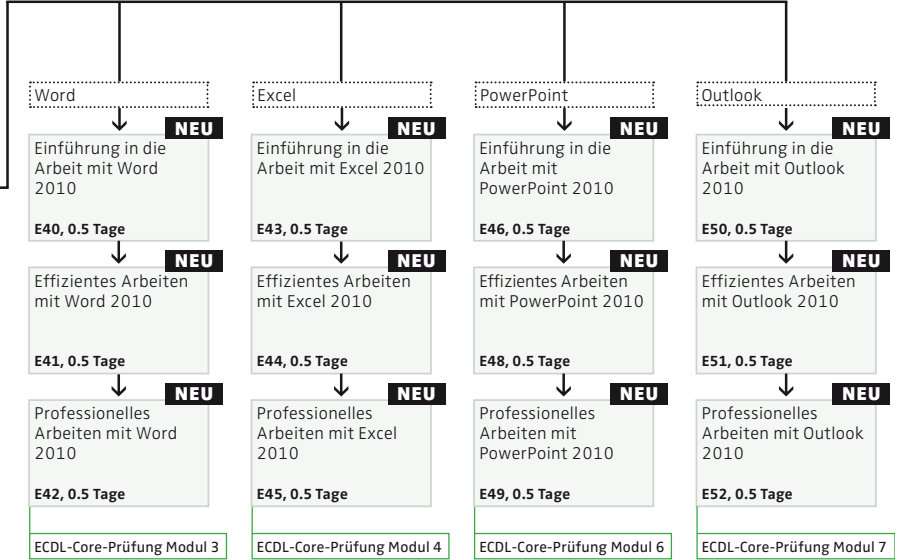 Word
NEU
Einführung in die
Arbeit mit Word
2010
E40, 0.5 Tage
NEU
Effizientes Arbeiten
mit Word 2010
E41, 0.5 Tage
NEU
Professionelles
Arbeiten mit Word
2010
E42, 0.5 Tage
ECDL-Core-Prüfung Modul 3
Excel
NEU
Einführung in die
Arbeit mit Excel 2010
E43, 0.5 Tage
NEU
Effizientes Arbeiten
mit Excel 2010
E44, 0.5 Tage
NEU
Professionelles
Arbeiten mit Excel
2010
E45, 0.5 Tage
ECDL-Core-Prüfung Modul 4
PowerPoint
NEU
Einführung in die
Arbeit mit
PowerPoint 2010
E46, 0.5 Tage
NEU
Effizientes Arbeiten
mit PowerPoint 2010
E48, 0.5 Tage
NEU
Professionelles
Arbeiten mit
PowerPoint 2010
E49, 0.5 Tage
ECDL-Core-Prüfung Modul 6
Outlook
NEU
Einführung in die
Arbeit mit Outlook
2010
E50, 0.5 Tage
NEU
Effizientes Arbeiten
mit Outlook 2010
E51, 0.5 Tage
NEU
Professionelles
Arbeiten mit Outlook
2010
E52, 0.5 Tage
ECDL-Core-Prüfung Modul 7